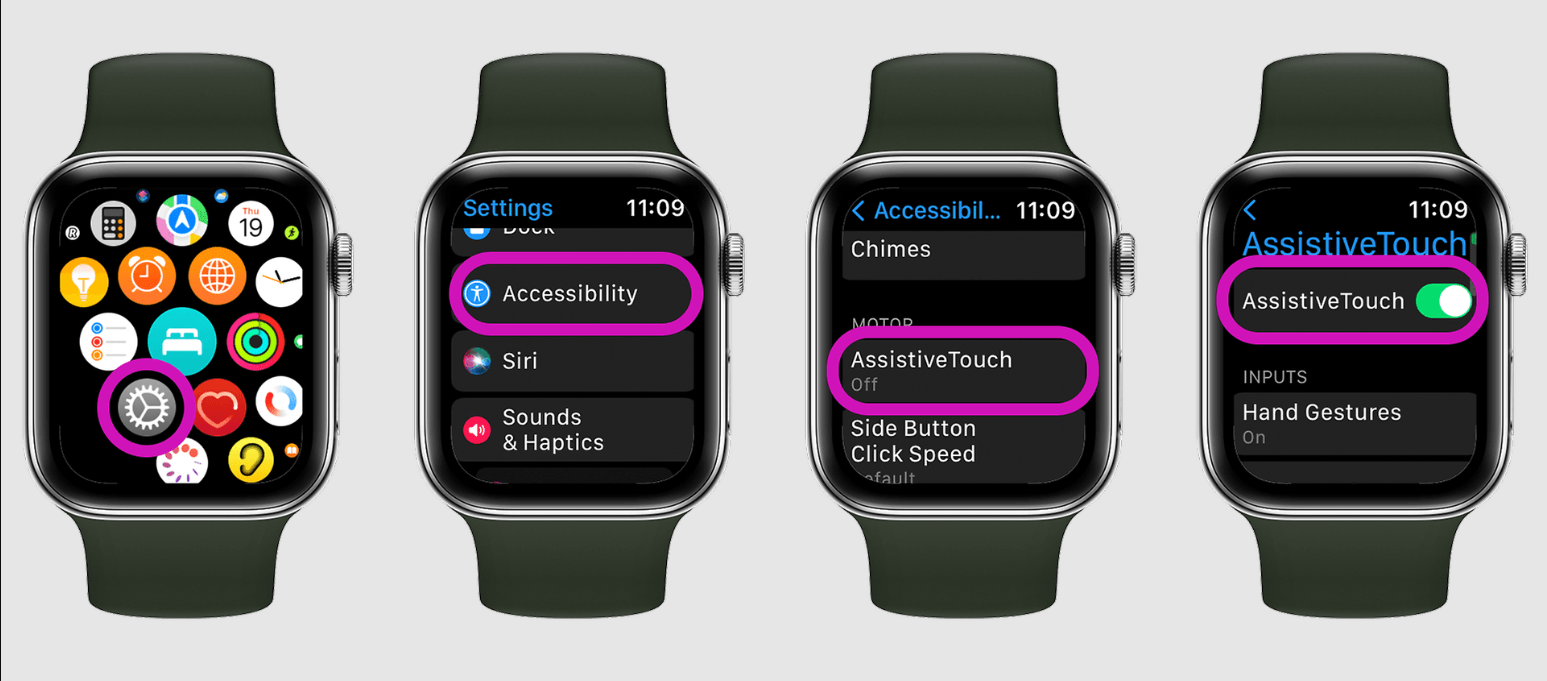 Thu
19
R
Settings
11:09
Dock
Accessibility
Siri
Sounds
& Haptics
Accessibil...
11:09
Chimes
MOTOR
AssistiveTouch
Off
Side Button
Click Speed
efault
11:09
AssistiveTouch
AssistiveTouch
INPUTS
Hand Gestures
On